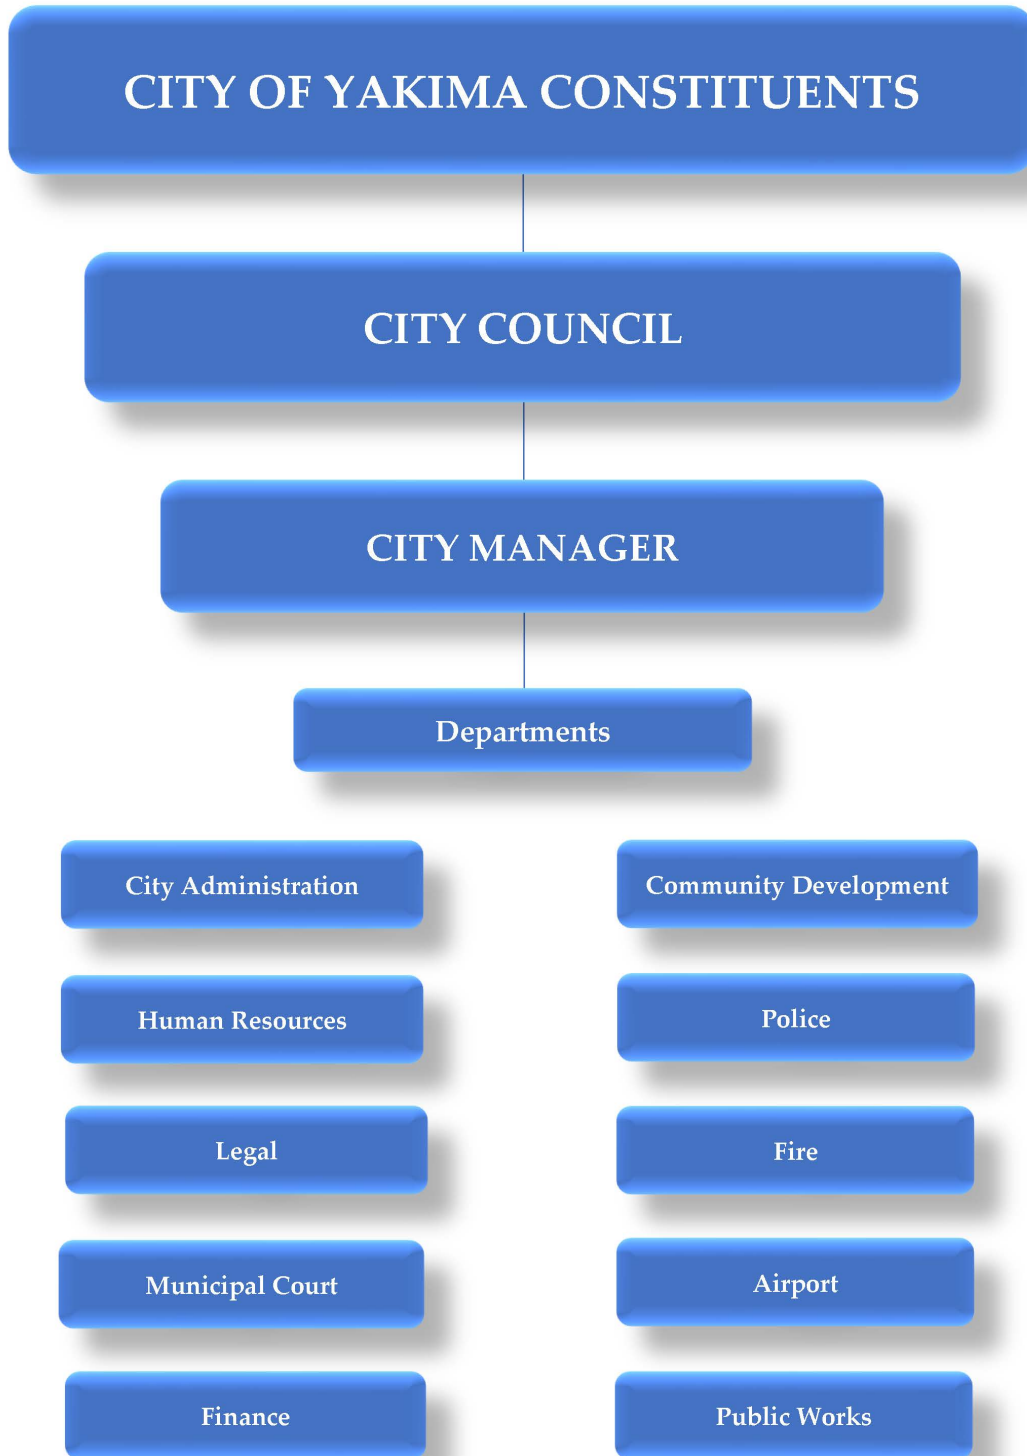 CITY OF YAKIMA CONSTITUENTS
CITY COUNCIL
CITY MANAGER
Departments
City Administration
Community Development
Human Resources
Police
Legal
Fire
Municipal Court
Airport
Finance
Public Works